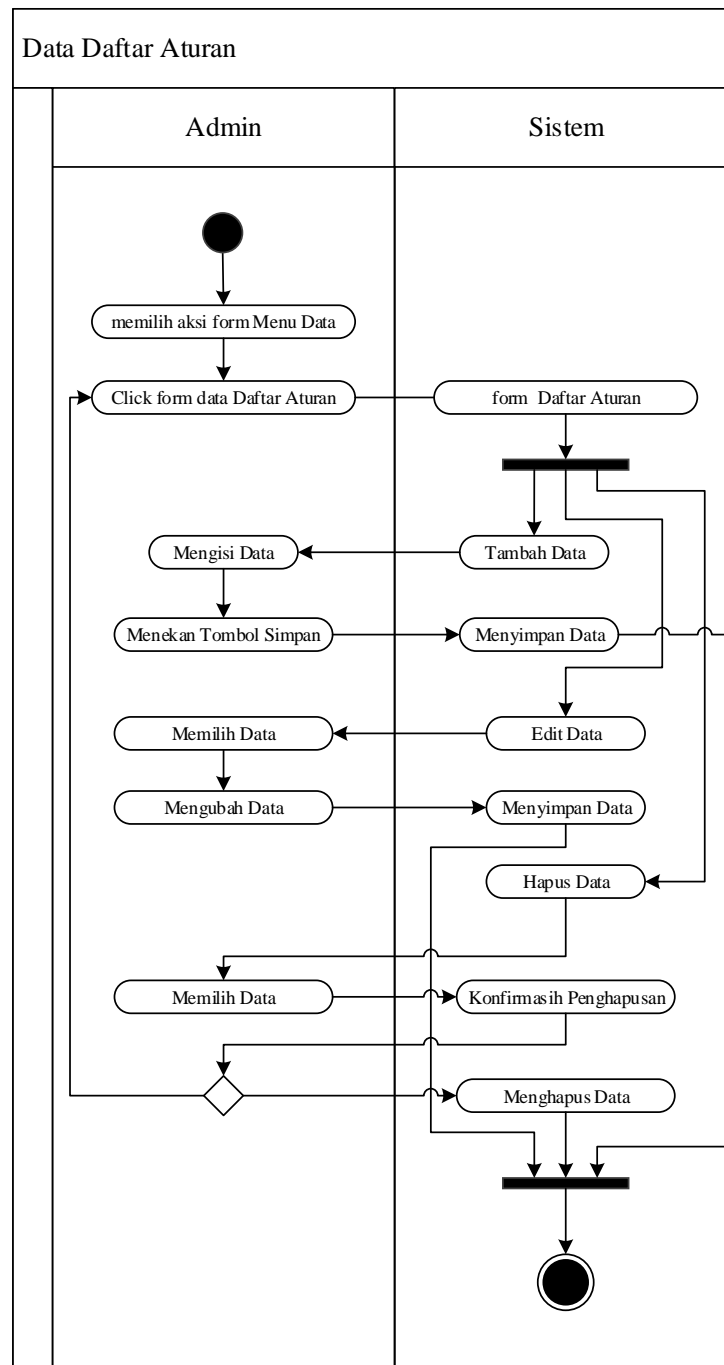 Data Daftar Aturan
Admin
Sistem
memilih aksi form Menu Data
Click form data Daftar Aturan
form Daftar Aturan
Mengisi Data
Tambah Data
Menekan Tombol Simpan
Menyimpan Data
Memilih Data
Edit Data
Mengubah Data
Menyimpan Data
Hapus Data
Memilih Data
Konfirmasih Penghapusan
Menghapus Data